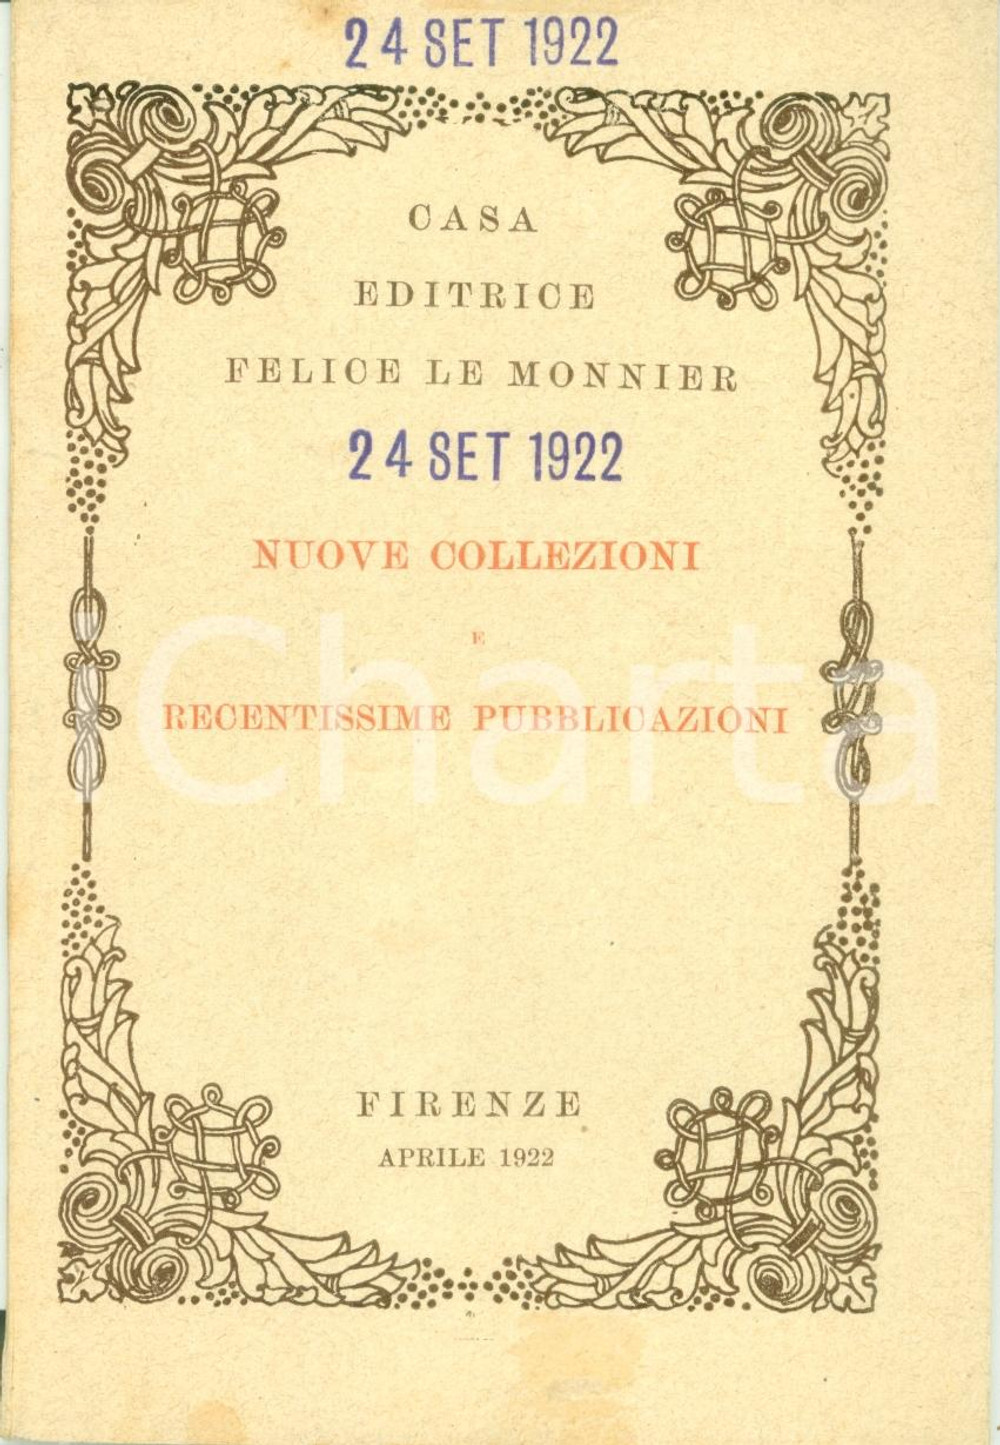 24 SET 1922
CASA
EDITRICE
FELICE LE MONNIER
24 SET 1922
NUOVE COLLEZIONI
E
RECENTISSIME PUBBLICAZIONI
Charta
FIRENZE
APRILE 1922